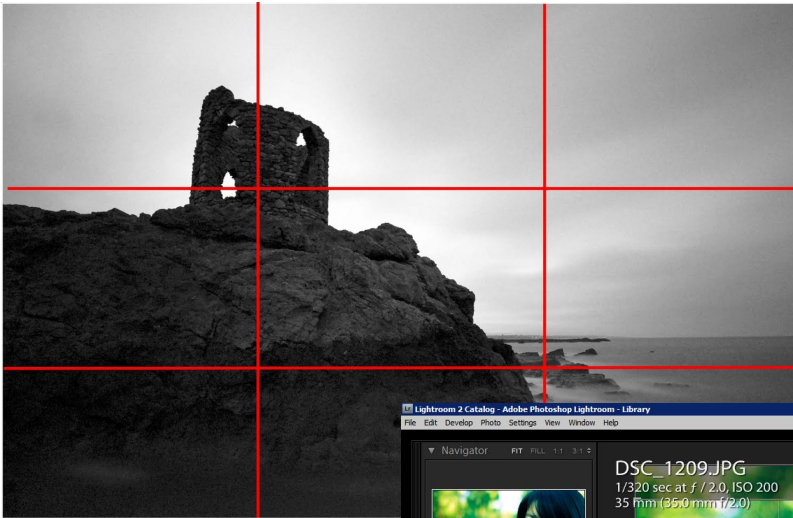 Lr Lightroom 2 Catalog - Adobe Photoshop Lightroom - Library
File Edit Develop Photo Settings View Window Help
Navigator FIT FILL 1:1 3:1
DSC_1209.JPG
1/320 sec at ƒ / 2.0, ISO 200
35 mm (35.0 mm f/2.0)